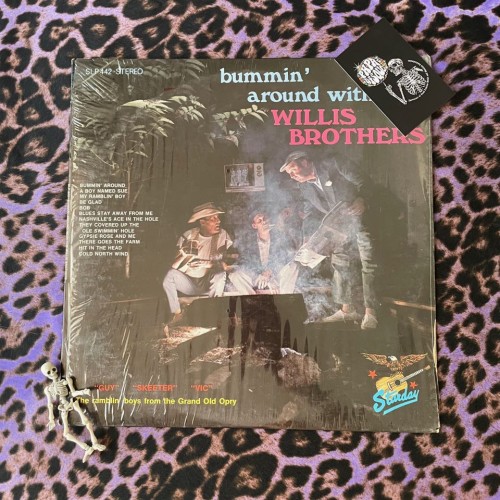 SLP 442-STEREO
bummin'
around with
WILLIS
BROTHERS
BUMMIN' AROUND
A BOY NAMED SUE
MY RAMBLIN' BOY
BE GLAD
BOB
BLUES STAY AWAY FROM ME
NASHVILLE'S ACE IN THE HOLE
THEY COVERED UP THE
OLE SWIMMIN' HOLE
GYPSIE ROSE AND ME
THERE GOES THE FARM
HIT IN THE HEAD
COLD NORTH WIND
"GUY" "SKEETER" "VIC"
The ramblin' boys from the Grand Old Opry
Starday